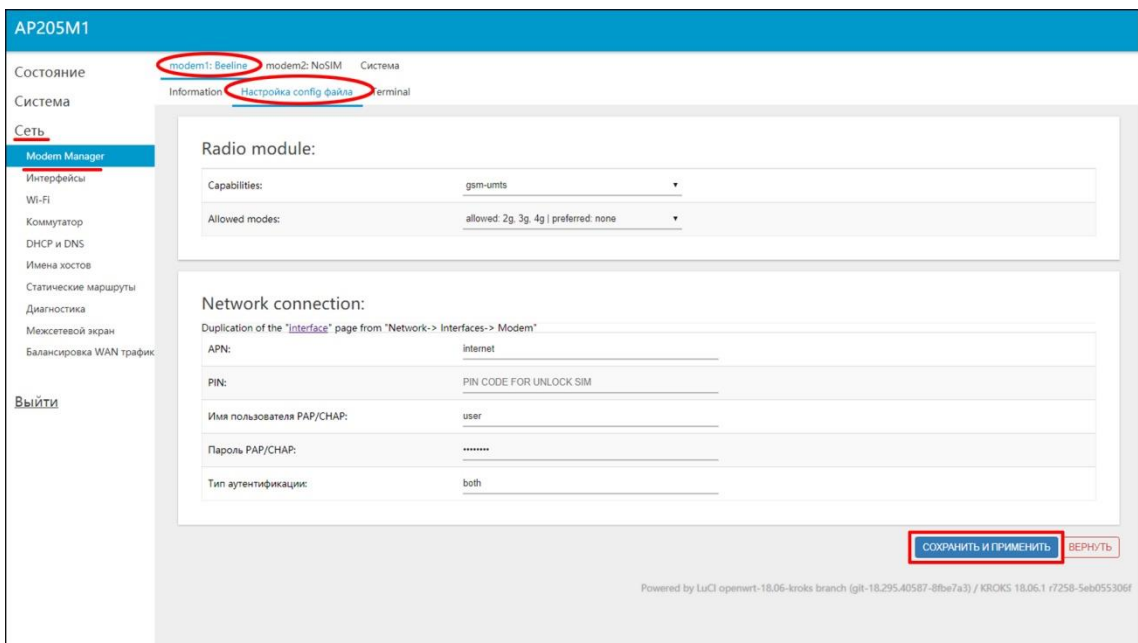 AP205M1
Состояние
Система
Сеть
Modem Manager
Интерфейсы
Wi-Fi
Коммутатор
DHCP и DNS
Имена хостов
Статические маршруты
Диагностика
Межсетевой экран
Балансировка WAN трафик
Выйти
modem1: Beeline modem2: NoSIM Система
Information Настройка config файла Terminal
Radio module:
Capabilities: gsm-umts
Allowed modes: allowed: 2g, 3g, 4g | preferred: none
Network connection:
Duplication of the "interface" page from "Network-> Interfaces-> Modem"
APN: internet
PIN: PIN CODE FOR UNLOCK SIM
Имя пользователя PAP/CHAP: user
Пароль PAP/CHAP: ••••••••
Тип аутентификации: both
СОХРАНИТЬ И ПРИМЕНИТЬ ВЕРНУТЬ
Powered by LuCI openwrt-18.06-kroks branch (git-18.295.40587-8fbe7a3) / KROKS 18.06.1 r7258-5eb055306f